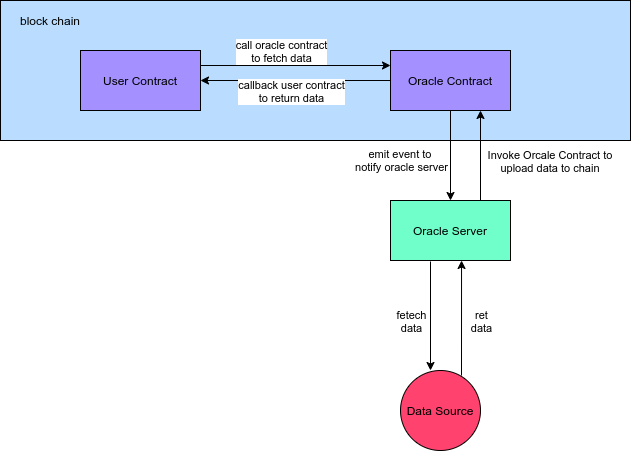 block chain
call oracle contract
to fetch data
User Contract
Oracle Contract
callback user contract
to return data
emit event to
notify oracle server
Invoke Orcale Contract to
upload data to chain
Oracle Server
fetech
data
ret
data
Data Source